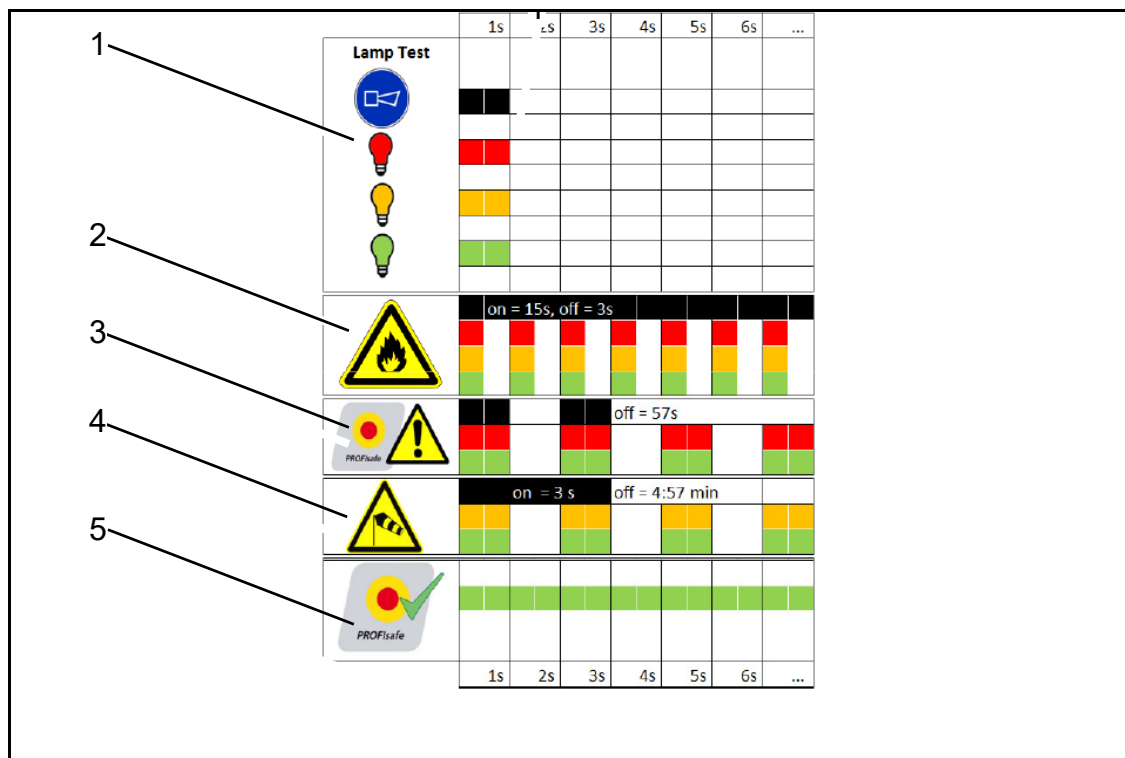 1s 2s 3s 4s 5s 6s ...
1
Lamp Test
2
on = 15s, off = 3s
3
off = 57s
PROFIsafe
4
on = 3 s off = 4:57 min
5
PROFIsafe
1s 2s 3s 4s 5s 6s ...